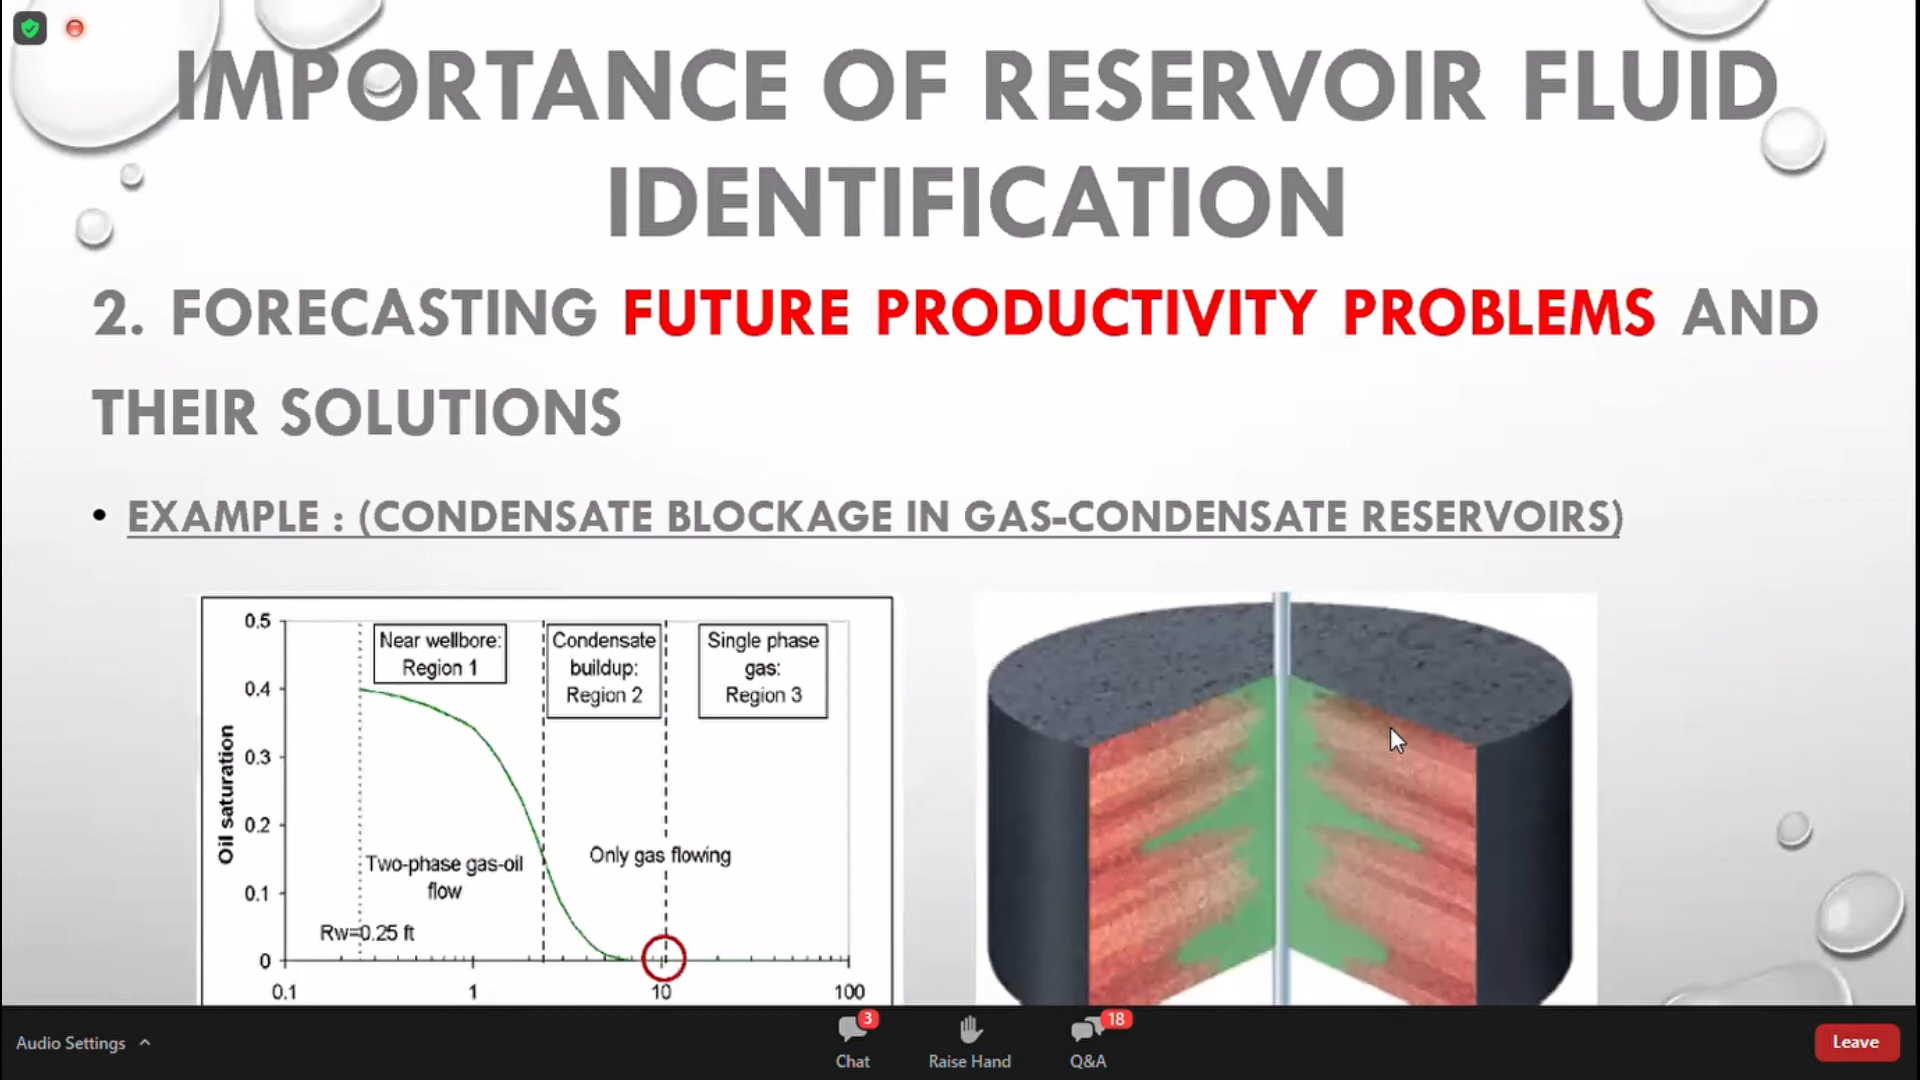 IMPORTANCE OF RESERVOIR FLUID
IDENTIFICATION
2. FORECASTING FUTURE PRODUCTIVITY PROBLEMS AND
THEIR SOLUTIONS
• EXAMPLE : (CONDENSATE BLOCKAGE IN GAS-CONDENSATE RESERVOIRS)
0.5
0.4
0.3
0.2
0.1
0
Oil saturation
Near wellbore:
Region 1
Condensate
buildup:
Region 2
Single phase
gas:
Region 3
Two-phase gas-oil
flow
Only gas flowing
Rw=0.25 ft
0.1 1 10 100
Audio Settings
3
Chat
Raise Hand
18
Q&A
Leave